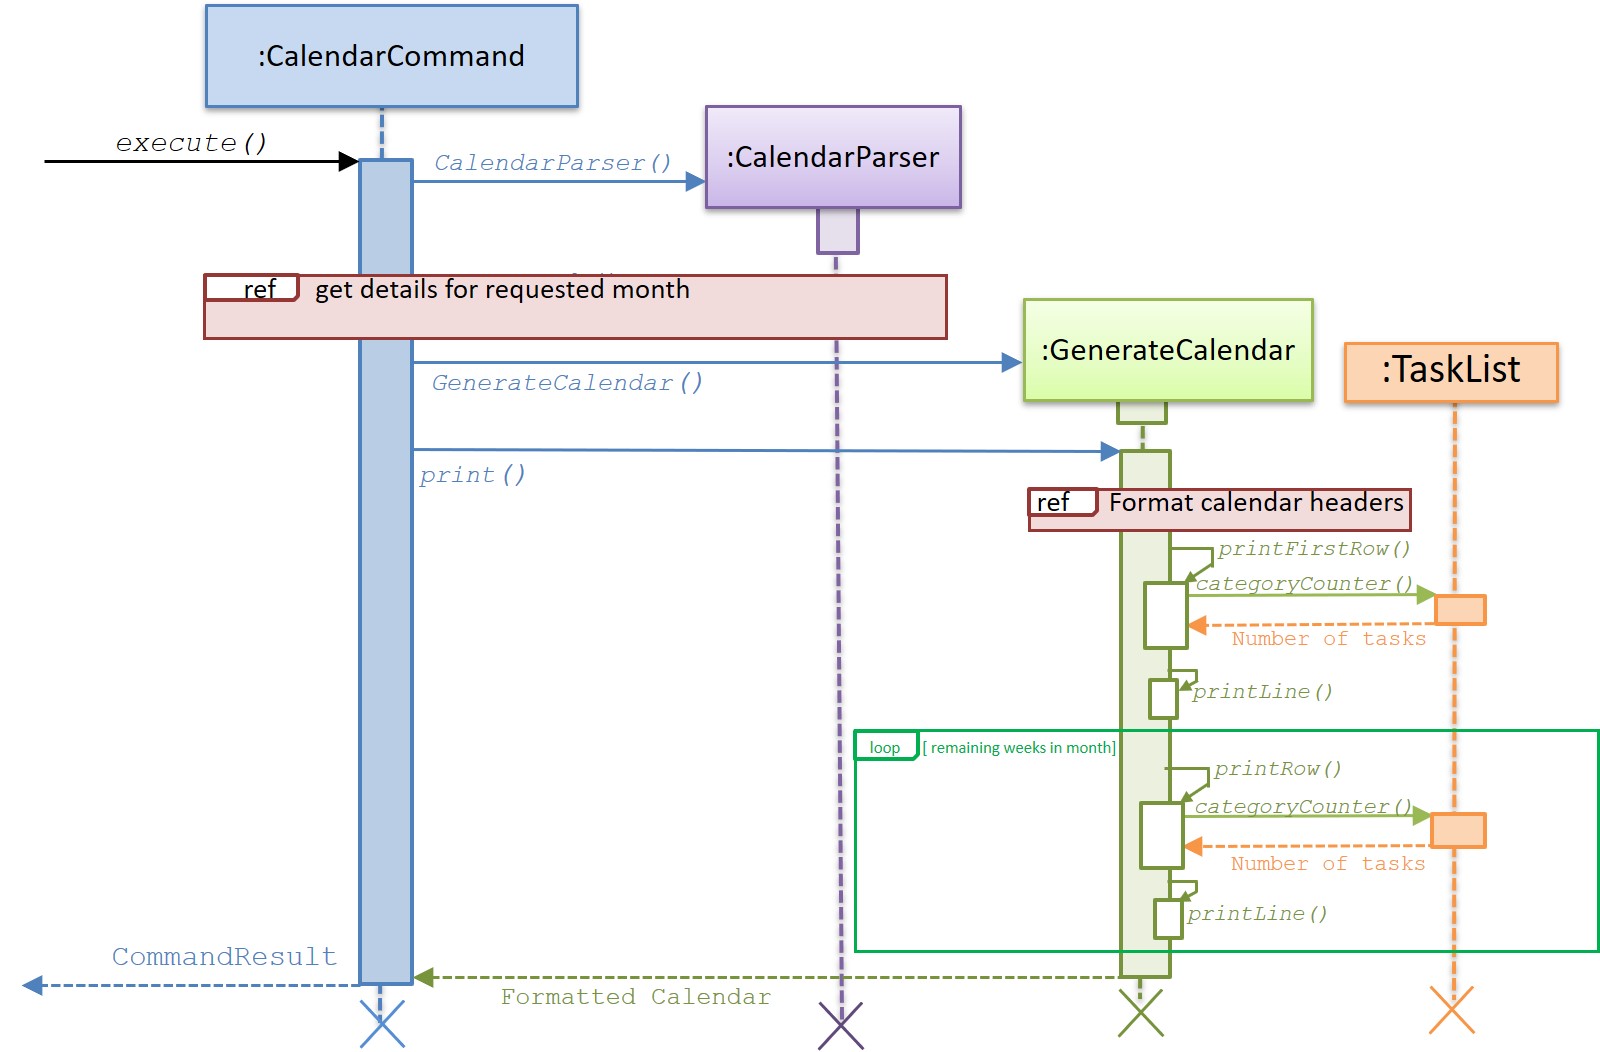 :CalendarCommand
execute()
CalendarParser()
:CalendarParser
ref get details for requested month
:GenerateCalendar
:TaskList
GenerateCalendar()
print()
ref Format calendar headers
printFirstRow()
categoryCounter()
Number of tasks
printLine()
loop [ remaining weeks in month]
printRow()
categoryCounter()
Number of tasks
printLine()
CommandResult
Formatted Calendar